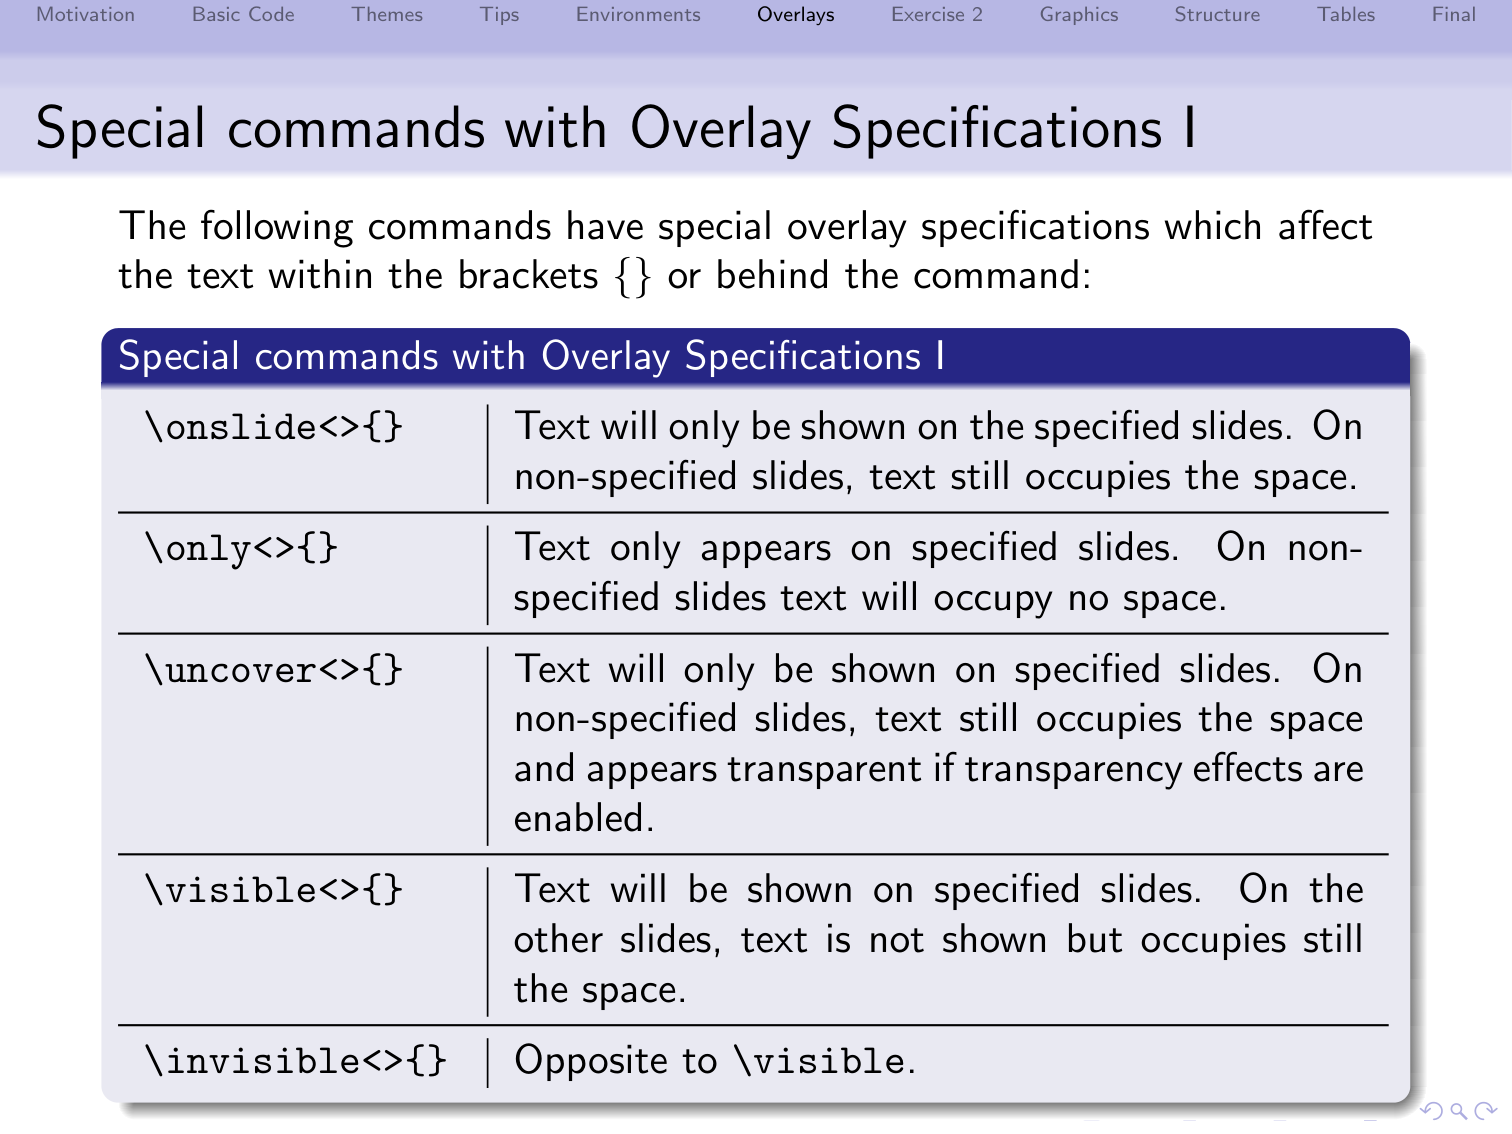 Motivation Basic Code Themes Tips Environments Overlays Exercise 2 Graphics Structure Tables Final
Special commands with Overlay Specifications I
The following commands have special overlay specifications which affect
the text within the brackets {} or behind the command:
Special commands with Overlay Specifications I
\onslide<>{} Text will only be shown on the specified slides. On
non-specified slides, text still occupies the space.
\only<>{} Text only appears on specified slides. On non-
specified slides text will occupy no space.
\uncover<>{} Text will only be shown on specified slides. On
non-specified slides, text still occupies the space
and appears transparent if transparency effects are
enabled.
\visible<>{} Text will be shown on specified slides. On the
other slides, text is not shown but occupies still
the space.
\invisible<>{} Opposite to \visible.